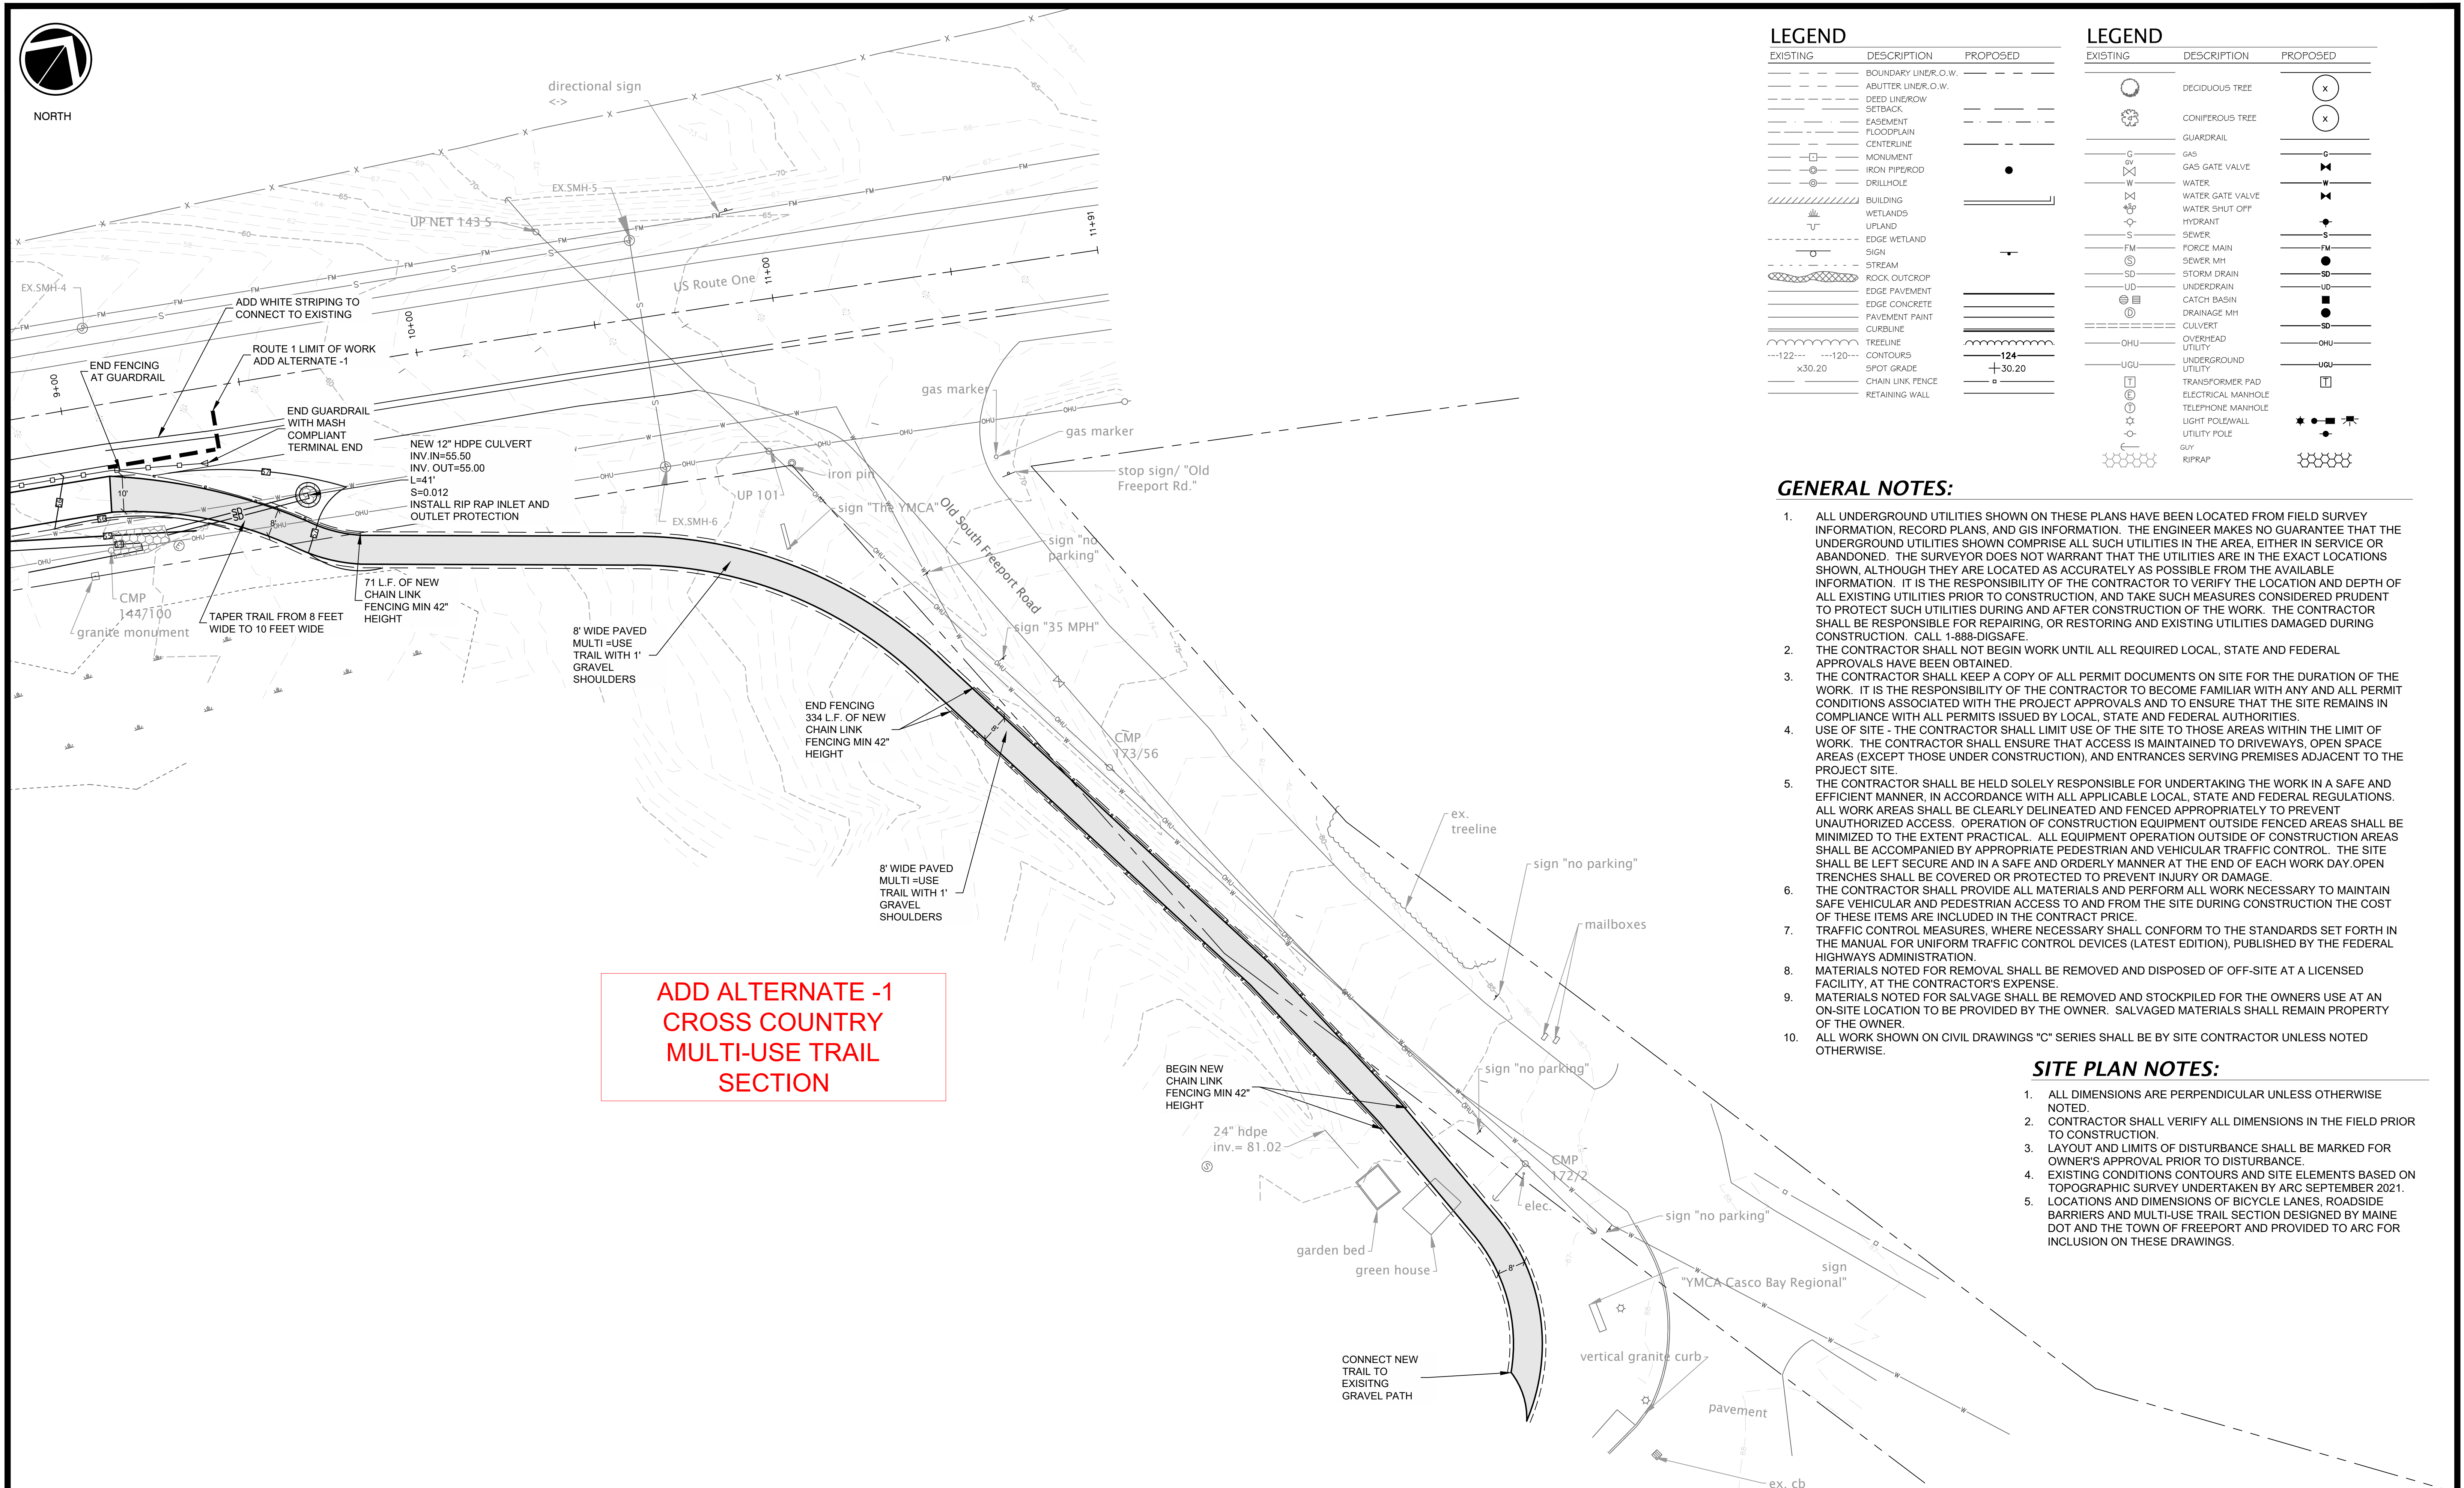 NORTH
directional sign
<->
EX.SMH-5
UP NET 143 S
EX.SMH-4
US Route One
9+00
10+00
11+00
11+91
ADD WHITE STRIPING TO
CONNECT TO EXISTING
ROUTE 1 LIMIT OF WORK
ADD ALTERNATE -1
END FENCING
AT GUARDRAIL
END GUARDRAIL
WITH MASH
COMPLIANT
TERMINAL END
NEW 12" HDPE CULVERT
INV.IN=55.50
INV. OUT=55.00
L=41'
S=0.012
INSTALL RIP RAP INLET AND
OUTLET PROTECTION
10'
8'
CMP
144/100
granite monument
TAPER TRAIL FROM 8 FEET
WIDE TO 10 FEET WIDE
71 L.F. OF NEW
CHAIN LINK
FENCING MIN 42"
HEIGHT
gas marker
gas marker
iron pin
UP 101
sign "The YMCA"
EX.SMH-6
stop sign/ "Old
Freeport Rd."
sign "no
parking"
Old South Freeport Road
sign "35 MPH"
8' WIDE PAVED
MULTI =USE
TRAIL WITH 1'
GRAVEL
SHOULDERS
END FENCING
334 L.F. OF NEW
CHAIN LINK
FENCING MIN 42"
HEIGHT
8'
CMP
173/56
8' WIDE PAVED
MULTI =USE
TRAIL WITH 1'
GRAVEL
SHOULDERS
ex.
treeline
sign "no parking"
mailboxes
ADD ALTERNATE -1
CROSS COUNTRY
MULTI-USE TRAIL
SECTION
BEGIN NEW
CHAIN LINK
FENCING MIN 42"
HEIGHT
sign "no parking"
24" hdpe
inv.= 81.02
CMP
172/2
elec.
garden bed
green house
8'
sign "no parking"
sign
"YMCA Casco Bay Regional"
CONNECT NEW
TRAIL TO
EXISITNG
GRAVEL PATH
vertical granite curb
pavement
ex. cb
LEGEND
EXISTING DESCRIPTION PROPOSED
BOUNDARY LINE/R.O.W.
ABUTTER LINE/R.O.W.
DEED LINE/ROW
SETBACK
EASEMENT
FLOODPLAIN
CENTERLINE
MONUMENT
IRON PIPE/ROD
DRILLHOLE
BUILDING
WETLANDS
UPLAND
EDGE WETLAND
SIGN
STREAM
ROCK OUTCROP
EDGE PAVEMENT
EDGE CONCRETE
PAVEMENT PAINT
CURBLINE
TREELINE
---122--- ---120--- CONTOURS 124
x30.20 SPOT GRADE +30.20
CHAIN LINK FENCE
RETAINING WALL
LEGEND
EXISTING DESCRIPTION PROPOSED
DECIDUOUS TREE X
CONIFEROUS TREE X
GUARDRAIL
G GAS G
GV GAS GATE VALVE
W WATER W
WATER GATE VALVE
WSO WATER SHUT OFF
HYDRANT
S SEWER S
FM FORCE MAIN FM
S SEWER MH
SD STORM DRAIN SD
UD UNDERDRAIN UD
CATCH BASIN
D DRAINAGE MH
CULVERT SD
OHU OVERHEAD OHU
UTILITY
UGU UNDERGROUND UGU
UTILITY
T TRANSFORMER PAD T
E ELECTRICAL MANHOLE
T TELEPHONE MANHOLE
LIGHT POLE/WALL
UTILITY POLE
GUY
RIPRAP
GENERAL NOTES:
1. ALL UNDERGROUND UTILITIES SHOWN ON THESE PLANS HAVE BEEN LOCATED FROM FIELD SURVEY
INFORMATION, RECORD PLANS, AND GIS INFORMATION. THE ENGINEER MAKES NO GUARANTEE THAT THE
UNDERGROUND UTILITIES SHOWN COMPRISE ALL SUCH UTILITIES IN THE AREA, EITHER IN SERVICE OR
ABANDONED. THE SURVEYOR DOES NOT WARRANT THAT THE UTILITIES ARE IN THE EXACT LOCATIONS
SHOWN, ALTHOUGH THEY ARE LOCATED AS ACCURATELY AS POSSIBLE FROM THE AVAILABLE
INFORMATION. IT IS THE RESPONSIBILITY OF THE CONTRACTOR TO VERIFY THE LOCATION AND DEPTH OF
ALL EXISTING UTILITIES PRIOR TO CONSTRUCTION, AND TAKE SUCH MEASURES CONSIDERED PRUDENT
TO PROTECT SUCH UTILITIES DURING AND AFTER CONSTRUCTION OF THE WORK. THE CONTRACTOR
SHALL BE RESPONSIBLE FOR REPAIRING, OR RESTORING AND EXISTING UTILITIES DAMAGED DURING
CONSTRUCTION. CALL 1-888-DIGSAFE.
2. THE CONTRACTOR SHALL NOT BEGIN WORK UNTIL ALL REQUIRED LOCAL, STATE AND FEDERAL
APPROVALS HAVE BEEN OBTAINED.
3. THE CONTRACTOR SHALL KEEP A COPY OF ALL PERMIT DOCUMENTS ON SITE FOR THE DURATION OF THE
WORK. IT IS THE RESPONSIBILITY OF THE CONTRACTOR TO BECOME FAMILIAR WITH ANY AND ALL PERMIT
CONDITIONS ASSOCIATED WITH THE PROJECT APPROVALS AND TO ENSURE THAT THE SITE REMAINS IN
COMPLIANCE WITH ALL PERMITS ISSUED BY LOCAL, STATE AND FEDERAL AUTHORITIES.
4. USE OF SITE - THE CONTRACTOR SHALL LIMIT USE OF THE SITE TO THOSE AREAS WITHIN THE LIMIT OF
WORK. THE CONTRACTOR SHALL ENSURE THAT ACCESS IS MAINTAINED TO DRIVEWAYS, OPEN SPACE
AREAS (EXCEPT THOSE UNDER CONSTRUCTION), AND ENTRANCES SERVING PREMISES ADJACENT TO THE
PROJECT SITE.
5. THE CONTRACTOR SHALL BE HELD SOLELY RESPONSIBLE FOR UNDERTAKING THE WORK IN A SAFE AND
EFFICIENT MANNER, IN ACCORDANCE WITH ALL APPLICABLE LOCAL, STATE AND FEDERAL REGULATIONS.
ALL WORK AREAS SHALL BE CLEARLY DELINEATED AND FENCED APPROPRIATELY TO PREVENT
UNAUTHORIZED ACCESS. OPERATION OF CONSTRUCTION EQUIPMENT OUTSIDE FENCED AREAS SHALL BE
MINIMIZED TO THE EXTENT PRACTICAL. ALL EQUIPMENT OPERATION OUTSIDE OF CONSTRUCTION AREAS
SHALL BE ACCOMPANIED BY APPROPRIATE PEDESTRIAN AND VEHICULAR TRAFFIC CONTROL. THE SITE
SHALL BE LEFT SECURE AND IN A SAFE AND ORDERLY MANNER AT THE END OF EACH WORK DAY.OPEN
TRENCHES SHALL BE COVERED OR PROTECTED TO PREVENT INJURY OR DAMAGE.
6. THE CONTRACTOR SHALL PROVIDE ALL MATERIALS AND PERFORM ALL WORK NECESSARY TO MAINTAIN
SAFE VEHICULAR AND PEDESTRIAN ACCESS TO AND FROM THE SITE DURING CONSTRUCTION THE COST
OF THESE ITEMS ARE INCLUDED IN THE CONTRACT PRICE.
7. TRAFFIC CONTROL MEASURES, WHERE NECESSARY SHALL CONFORM TO THE STANDARDS SET FORTH IN
THE MANUAL FOR UNIFORM TRAFFIC CONTROL DEVICES (LATEST EDITION), PUBLISHED BY THE FEDERAL
HIGHWAYS ADMINISTRATION.
8. MATERIALS NOTED FOR REMOVAL SHALL BE REMOVED AND DISPOSED OF OFF-SITE AT A LICENSED
FACILITY, AT THE CONTRACTOR'S EXPENSE.
9. MATERIALS NOTED FOR SALVAGE SHALL BE REMOVED AND STOCKPILED FOR THE OWNERS USE AT AN
ON-SITE LOCATION TO BE PROVIDED BY THE OWNER. SALVAGED MATERIALS SHALL REMAIN PROPERTY
OF THE OWNER.
10. ALL WORK SHOWN ON CIVIL DRAWINGS "C" SERIES SHALL BE BY SITE CONTRACTOR UNLESS NOTED
OTHERWISE.
SITE PLAN NOTES:
1. ALL DIMENSIONS ARE PERPENDICULAR UNLESS OTHERWISE
NOTED.
2. CONTRACTOR SHALL VERIFY ALL DIMENSIONS IN THE FIELD PRIOR
TO CONSTRUCTION.
3. LAYOUT AND LIMITS OF DISTURBANCE SHALL BE MARKED FOR
OWNER'S APPROVAL PRIOR TO DISTURBANCE.
4. EXISTING CONDITIONS CONTOURS AND SITE ELEMENTS BASED ON
TOPOGRAPHIC SURVEY UNDERTAKEN BY ARC SEPTEMBER 2021.
5. LOCATIONS AND DIMENSIONS OF BICYCLE LANES, ROADSIDE
BARRIERS AND MULTI-USE TRAIL SECTION DESIGNED BY MAINE
DOT AND THE TOWN OF FREEPORT AND PROVIDED TO ARC FOR
INCLUSION ON THESE DRAWINGS.